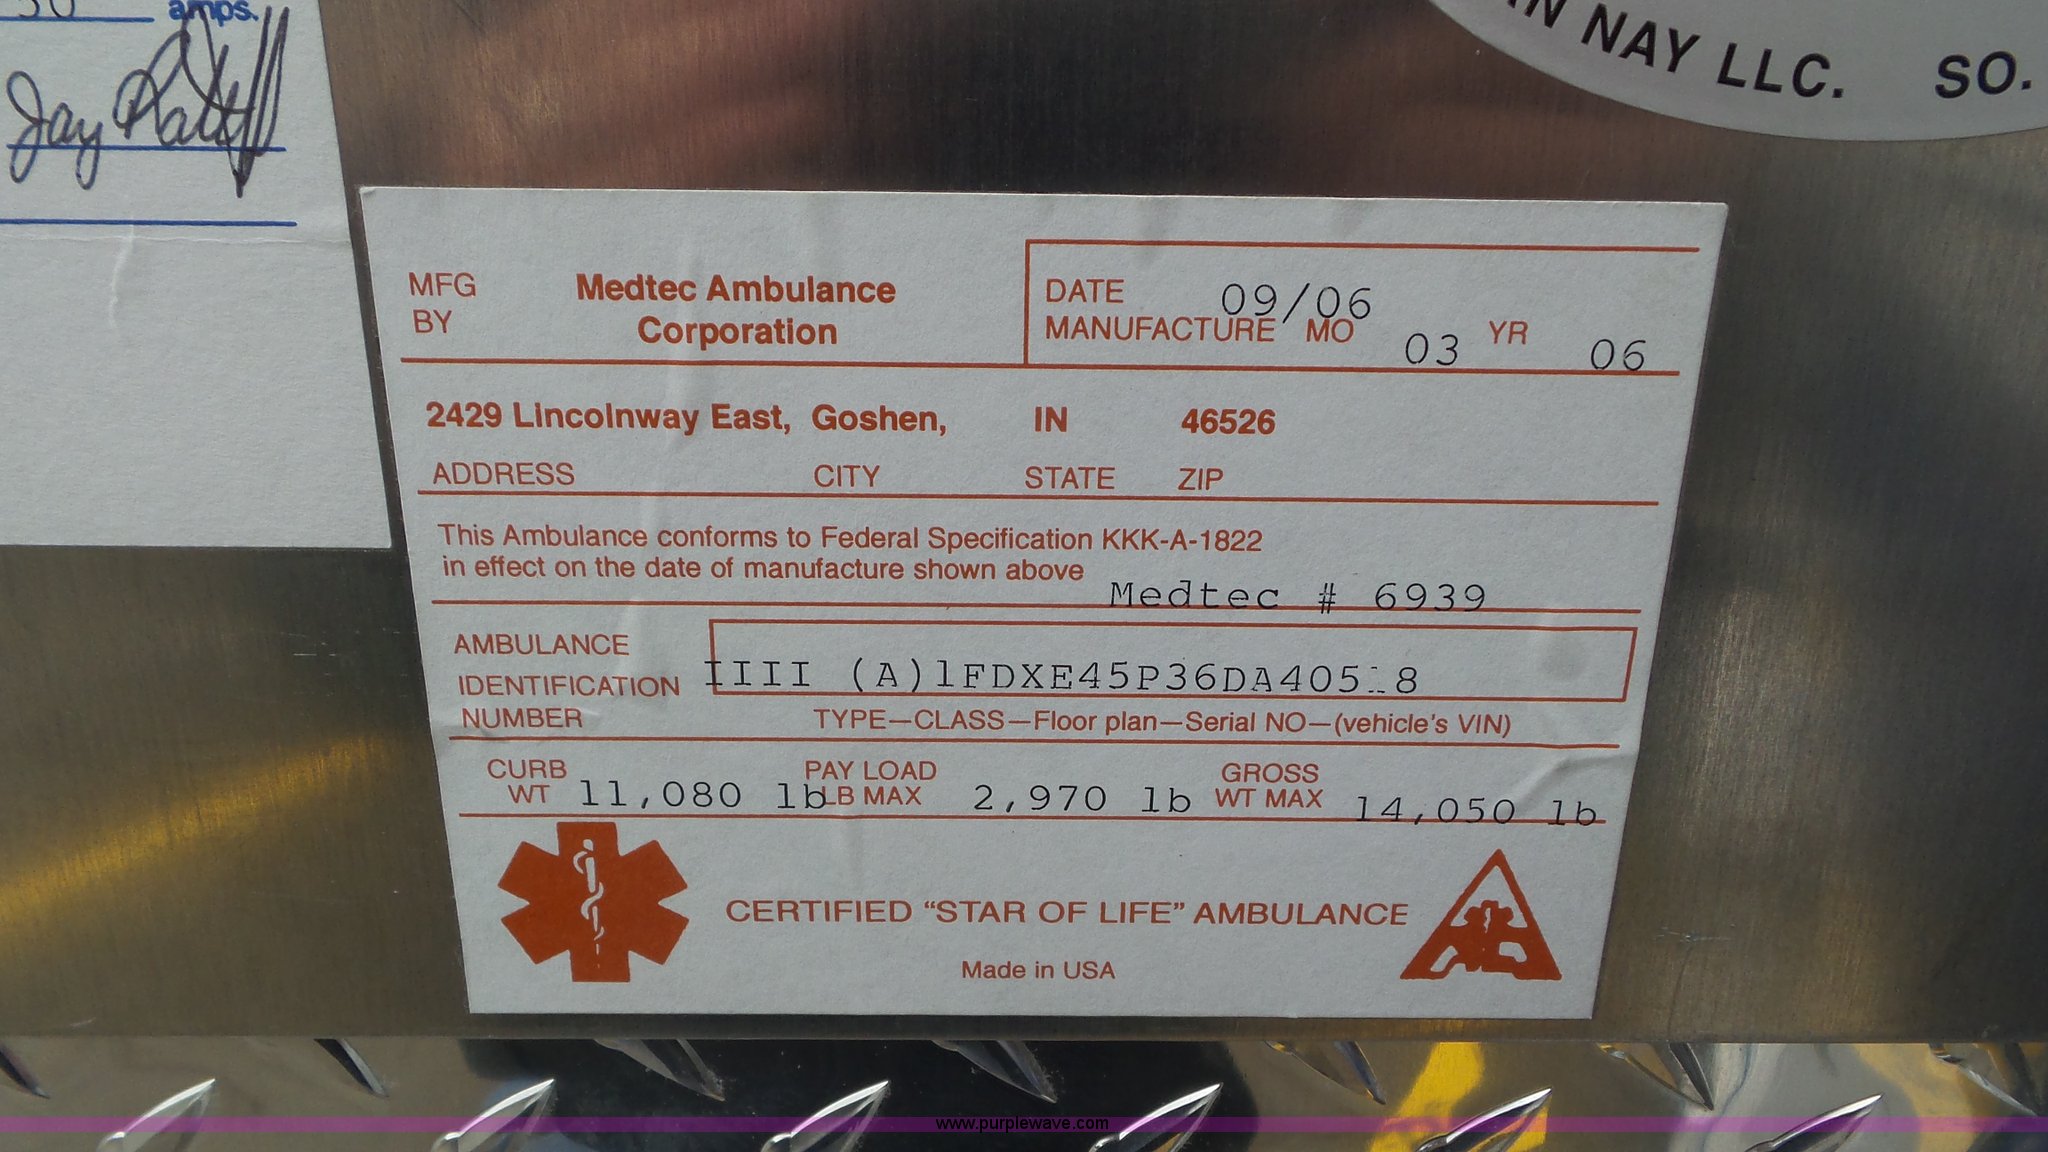 amps.
Jay Ratliff
IN NAY LLC. SO.
MFG BY
Medtec Ambulance
Corporation
DATE 09/06
MANUFACTURE MO 03 YR 06
2429 Lincolnway East, Goshen, IN 46526
ADDRESS CITY STATE ZIP
This Ambulance conforms to Federal Specification KKK-A-1822
in effect on the date of manufacture shown above
Medtec # 6939
AMBULANCE
IDENTIFICATION
NUMBER
IIII (A)
TYPE—CLASS—Floor plan—Serial NO—(vehicle's VIN)
CURB WT 11,080 lb PAY LOAD LB MAX 2,970 lb GROSS WT MAX 14,050 lb
CERTIFIED “STAR OF LIFE” AMBULANCE
Made in USA
www.purplewave.com